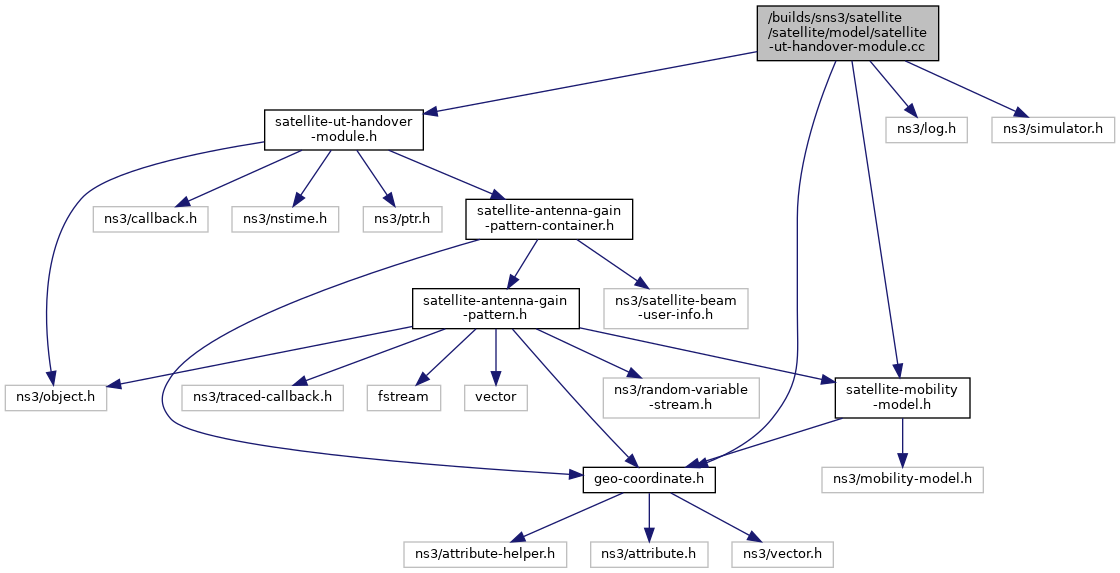 /builds/sns3/satellite
/satellite/model/satellite
-ut-handover-module.cc
satellite-ut-handover
-module.h
ns3/log.h
ns3/simulator.h
ns3/callback.h
ns3/nstime.h
ns3/ptr.h
satellite-antenna-gain
-pattern-container.h
satellite-antenna-gain
-pattern.h
ns3/satellite-beam
-user-info.h
ns3/object.h
ns3/traced-callback.h
fstream
vector
ns3/random-variable
-stream.h
satellite-mobility
-model.h
geo-coordinate.h
ns3/mobility-model.h
ns3/attribute-helper.h
ns3/attribute.h
ns3/vector.h